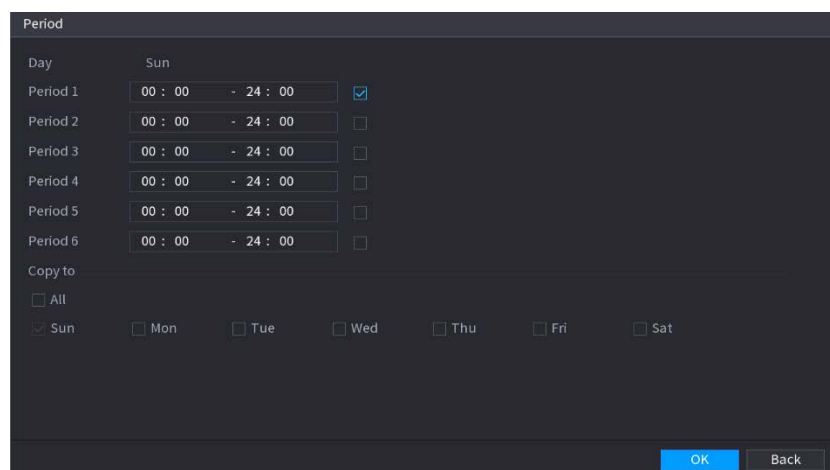 Period
Day Sun
Period 1 00 : 00 - 24 : 00
Period 2 00 : 00 - 24 : 00
Period 3 00 : 00 - 24 : 00
Period 4 00 : 00 - 24 : 00
Period 5 00 : 00 - 24 : 00
Period 6 00 : 00 - 24 : 00
Copy to
All
Sun Mon Tue Wed Thu Fri Sat
OK Back